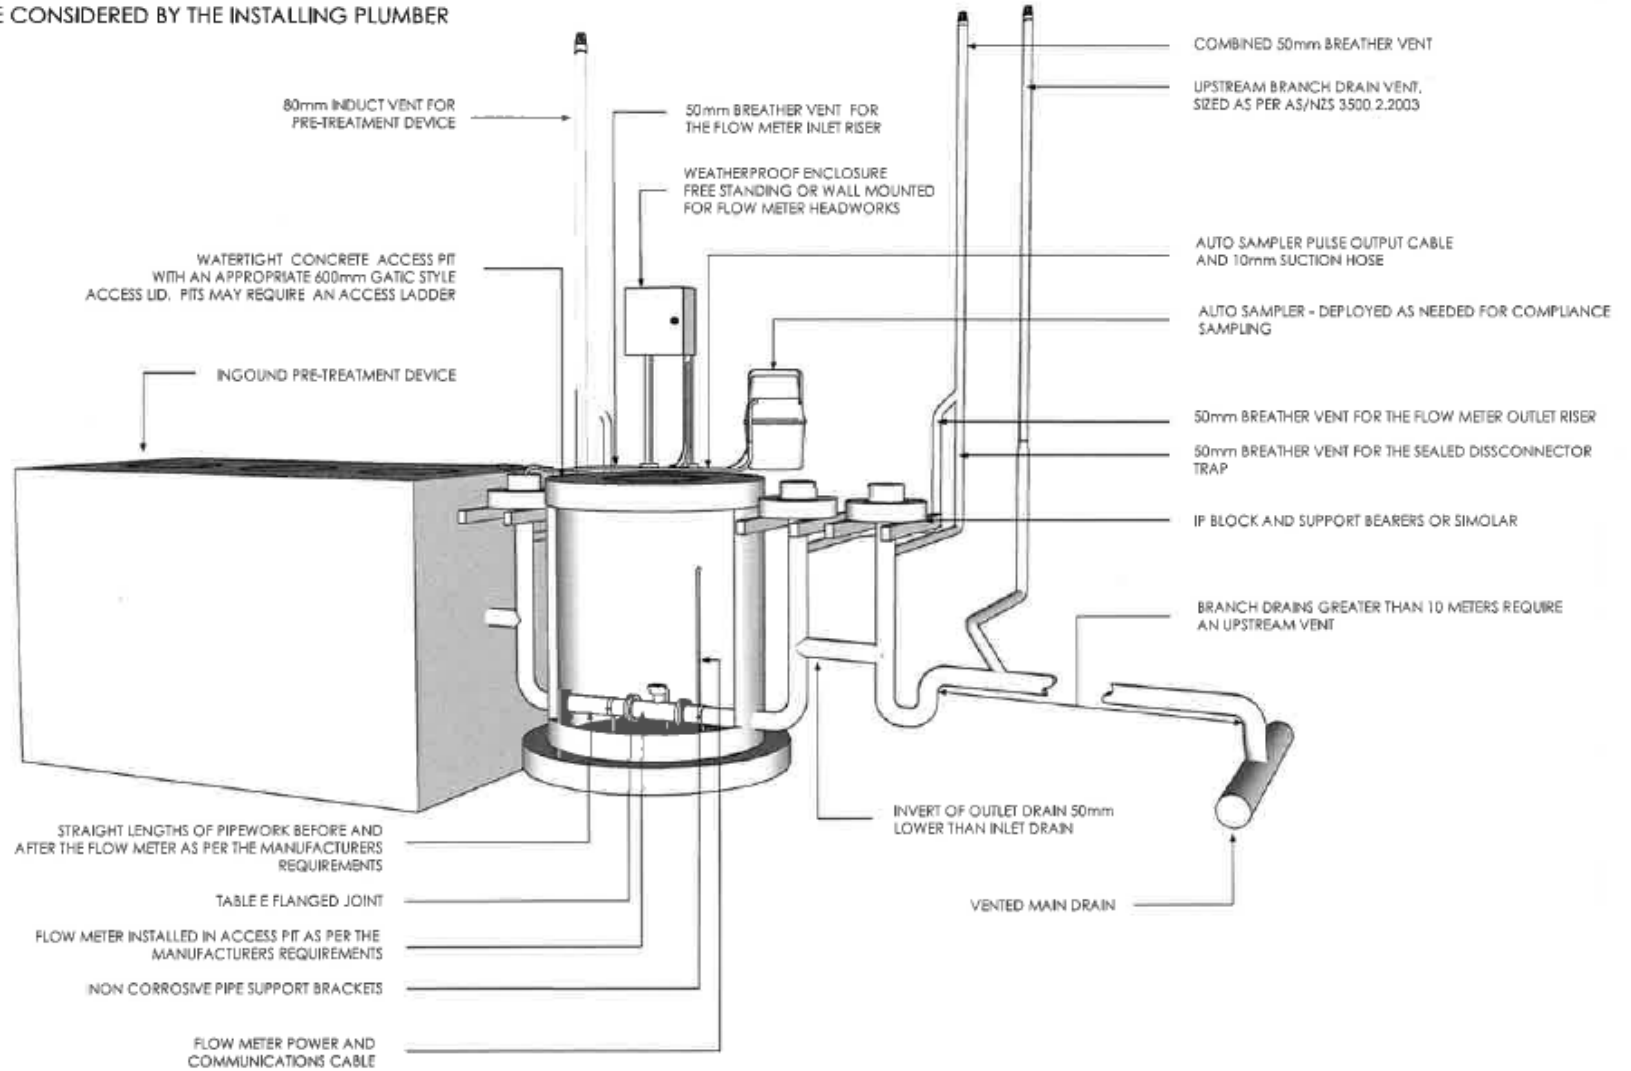 E CONSIDERED BY THE INSTALLING PLUMBER
80mm INDUCT VENT FOR
PRE-TREATMENT DEVICE
50mm BREATHER VENT FOR
THE FLOW METER INLET RISER
WEATHERPROOF ENCLOSURE
FREE STANDING OR WALL MOUNTED
FOR FLOW METER HEADWORKS
COMBINED 50mm BREATHER VENT
UPSTREAM BRANCH DRAIN VENT,
SIZED AS PER AS/NZS 3500.2.2003
WATERTIGHT CONCRETE ACCESS PIT
WITH AN APPROPRIATE 600mm GATIC STYLE
ACCESS LID. PITS MAY REQUIRE AN ACCESS LADDER
AUTO SAMPLER PULSE OUTPUT CABLE
AND 10mm SUCTION HOSE
AUTO SAMPLER - DEPLOYED AS NEEDED FOR COMPLIANCE
SAMPLING
INGOUND PRE-TREATMENT DEVICE
50mm BREATHER VENT FOR THE FLOW METER OUTLET RISER
50mm BREATHER VENT FOR THE SEALED DISSCONNECTOR
TRAP
IP BLOCK AND SUPPORT BEARERS OR SIMOLAR
BRANCH DRAINS GREATER THAN 10 METERS REQUIRE
AN UPSTREAM VENT
INVERT OF OUTLET DRAIN 50mm
LOWER THAN INLET DRAIN
VENTED MAIN DRAIN
STRAIGHT LENGTHS OF PIPEWORK BEFORE AND
AFTER THE FLOW METER AS PER THE MANUFACTURERS
REQUIREMENTS
TABLE E FLANGED JOINT
FLOW METER INSTALLED IN ACCESS PIT AS PER THE
MANUFACTURERS REQUIREMENTS
NON CORROSIVE PIPE SUPPORT BRACKETS
FLOW METER POWER AND
COMMUNICATIONS CABLE